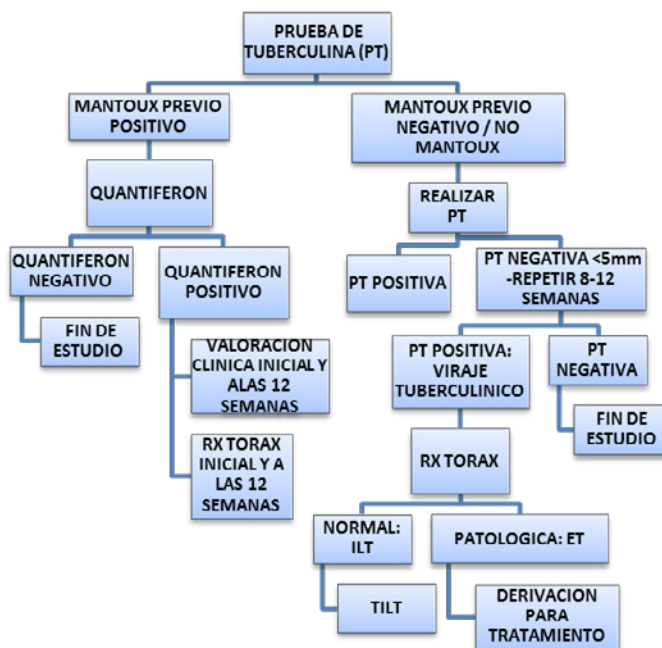 PRUEBA DE
TUBERCULINA (PT)
MANTOUX PREVIO
POSITIVO
MANTOUX PREVIO
NEGATIVO / NO
MANTOUX
QUANTIFERON
REALIZAR
PT
QUANTIFERON
NEGATIVO
QUANTIFERON
POSITIVO
PT POSITIVA
PT NEGATIVA <5mm
-REPETIR 8-12
SEMANAS
FIN DE
ESTUDIO
VALORACION
CLINICA INICIAL Y
ALAS 12
SEMANAS
PT POSITIVA:
VIRAJE
TUBERCULINICO
PT
NEGATIVA
RX TORAX
INICIAL Y A
LAS 12
SEMANAS
RX TORAX
FIN DE
ESTUDIO
NORMAL:
ILT
PATOLOGICA: ET
TILT
DERIVACION
PARA
TRATAMIENTO